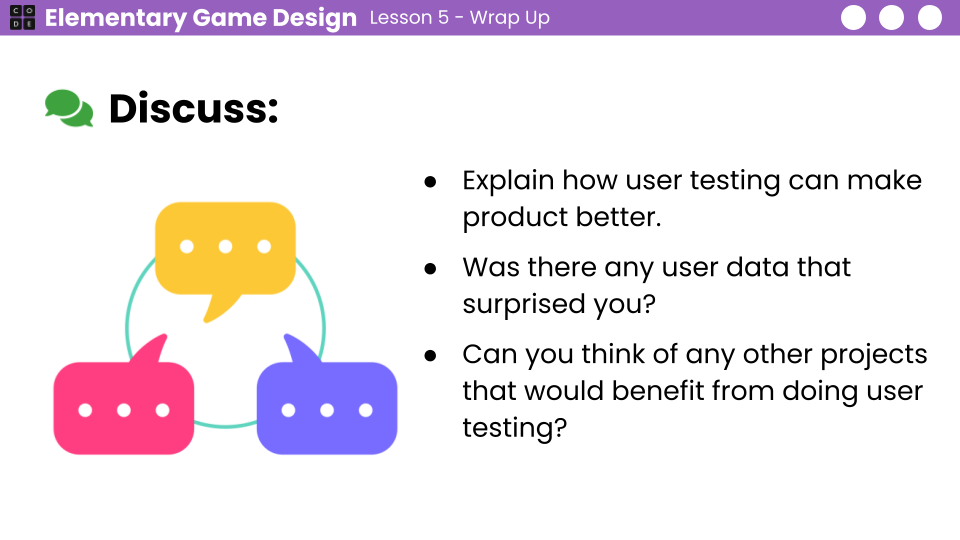 CO
DE
Elementary Game Design Lesson 5 - Wrap Up
Discuss:
● Explain how user testing can make
product better.
● Was there any user data that
surprised you?
● Can you think of any other projects
that would benefit from doing user
testing?